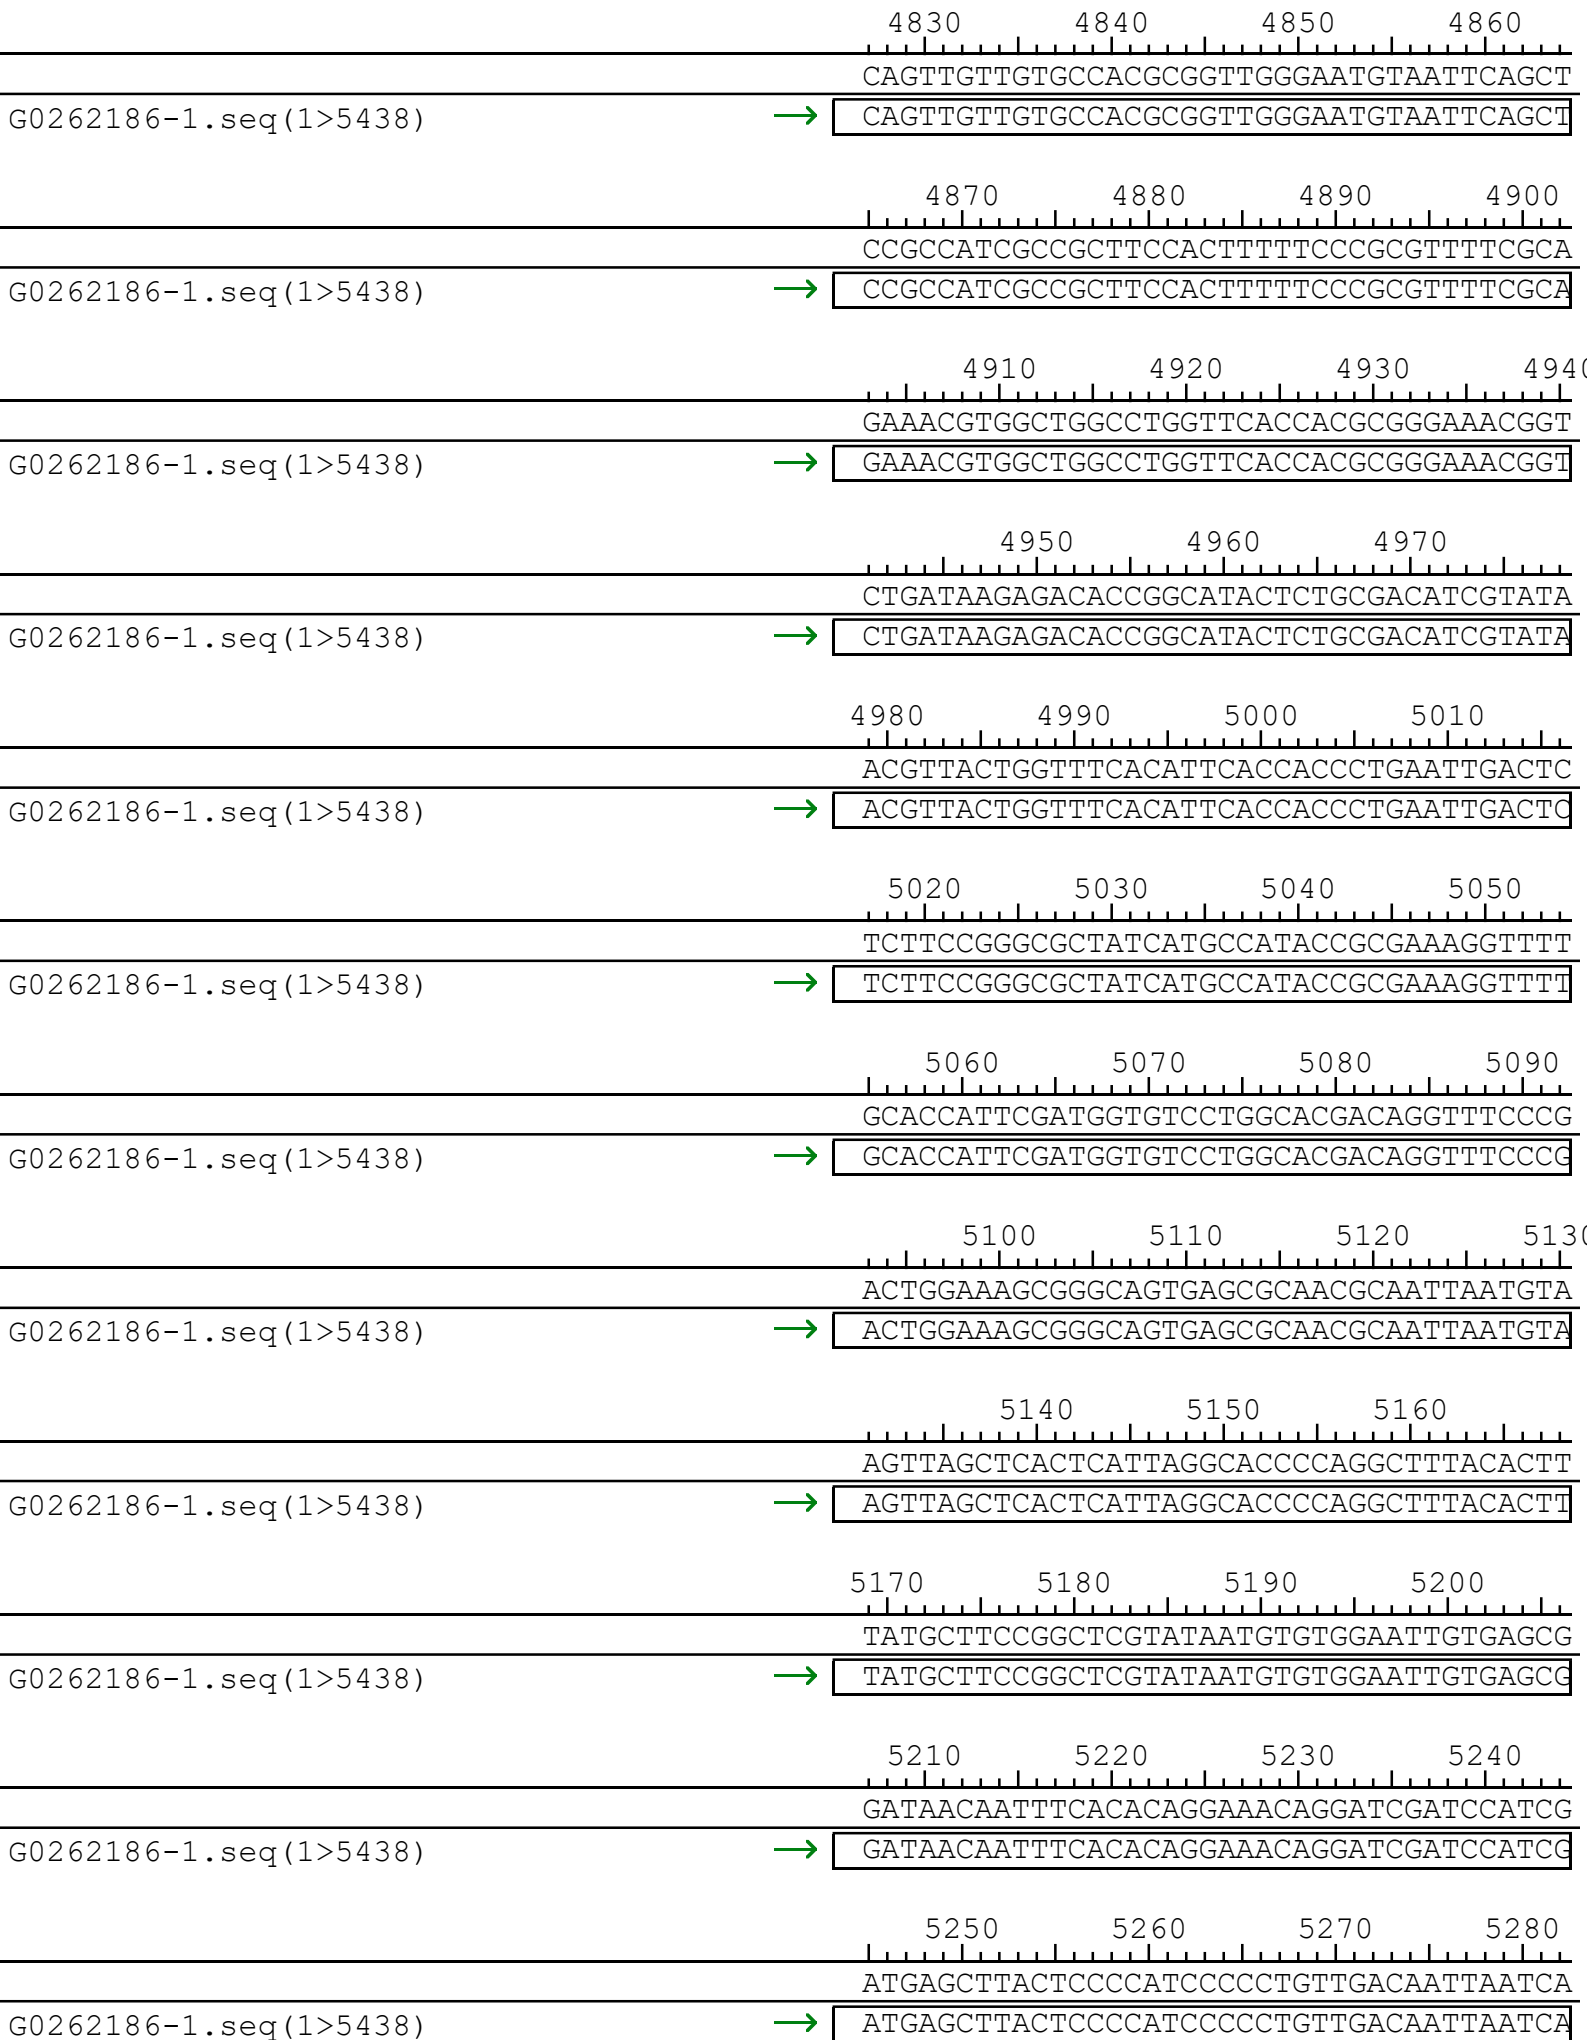 4830 4840 4850 4860
CAGTTGTTGTGCCACGCGGTTGGGAATGTAATTCAGCT
G0262186-1.seq(1>5438) → CAGTTGTTGTGCCACGCGGTTGGGAATGTAATTCAGCT
4870 4880 4890 4900
CCGCCATCGCCGCTTCCACTTTTTCCCGCGTTTTCGCA
G0262186-1.seq(1>5438) → CCGCCATCGCCGCTTCCACTTTTTCCCGCGTTTTCGCA
4910 4920 4930 4940
GAAACGTGGCTGGCCTGGTTCACCACGCGGGAAACGGT
G0262186-1.seq(1>5438) → GAAACGTGGCTGGCCTGGTTCACCACGCGGGAAACGGT
4950 4960 4970
CTGATAAGAGACACCGGCATACTCTGCGACATCGTATA
G0262186-1.seq(1>5438) → CTGATAAGAGACACCGGCATACTCTGCGACATCGTATA
4980 4990 5000 5010
ACGTTACTGGTTTCACATTCACCACCCTGAATTGACTC
G0262186-1.seq(1>5438) → ACGTTACTGGTTTCACATTCACCACCCTGAATTGACTC
5020 5030 5040 5050
TCTTCCGGGCGCTATCATGCCATACCGCGAAAGGTTTT
G0262186-1.seq(1>5438) → TCTTCCGGGCGCTATCATGCCATACCGCGAAAGGTTTT
5060 5070 5080 5090
GCACCATTCGATGGTGTCCTGGCACGACAGGTTTCCCG
G0262186-1.seq(1>5438) → GCACCATTCGATGGTGTCCTGGCACGACAGGTTTCCCG
5100 5110 5120 5130
ACTGGAAAGCGGGCAGTGAGCGCAACGCAATTAATGTA
G0262186-1.seq(1>5438) → ACTGGAAAGCGGGCAGTGAGCGCAACGCAATTAATGTA
5140 5150 5160
AGTTAGCTCACTCATTAGGCACCCCAGGCTTTACACTT
G0262186-1.seq(1>5438) → AGTTAGCTCACTCATTAGGCACCCCAGGCTTTACACTT
5170 5180 5190 5200
TATGCTTCCGGCTCGTATAATGTGTGGAATTGTGAGCG
G0262186-1.seq(1>5438) → TATGCTTCCGGCTCGTATAATGTGTGGAATTGTGAGCG
5210 5220 5230 5240
GATAACAATTTCACACAGGAAACAGGATCGATCCATCG
G0262186-1.seq(1>5438) → GATAACAATTTCACACAGGAAACAGGATCGATCCATCG
5250 5260 5270 5280
ATGAGCTTACTCCCCATCCCCCTGTTGACAATTAATCA
G0262186-1.seq(1>5438) → ATGAGCTTACTCCCCATCCCCCTGTTGACAATTAATCA